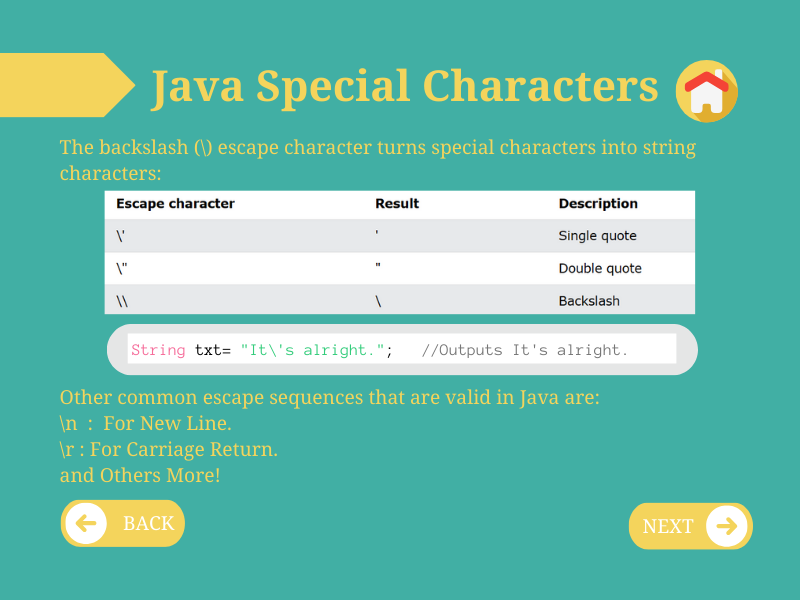 Java Special Characters
The backslash (\) escape character turns special characters into string
characters:
Escape character Result Description
\' ' Single quote
\" " Double quote
\\ \ Backslash
String txt= "It\'s alright."; //Outputs It's alright.
Other common escape sequences that are valid in Java are:
\n : For New Line.
\r : For Carriage Return.
and Others More!
BACK
NEXT